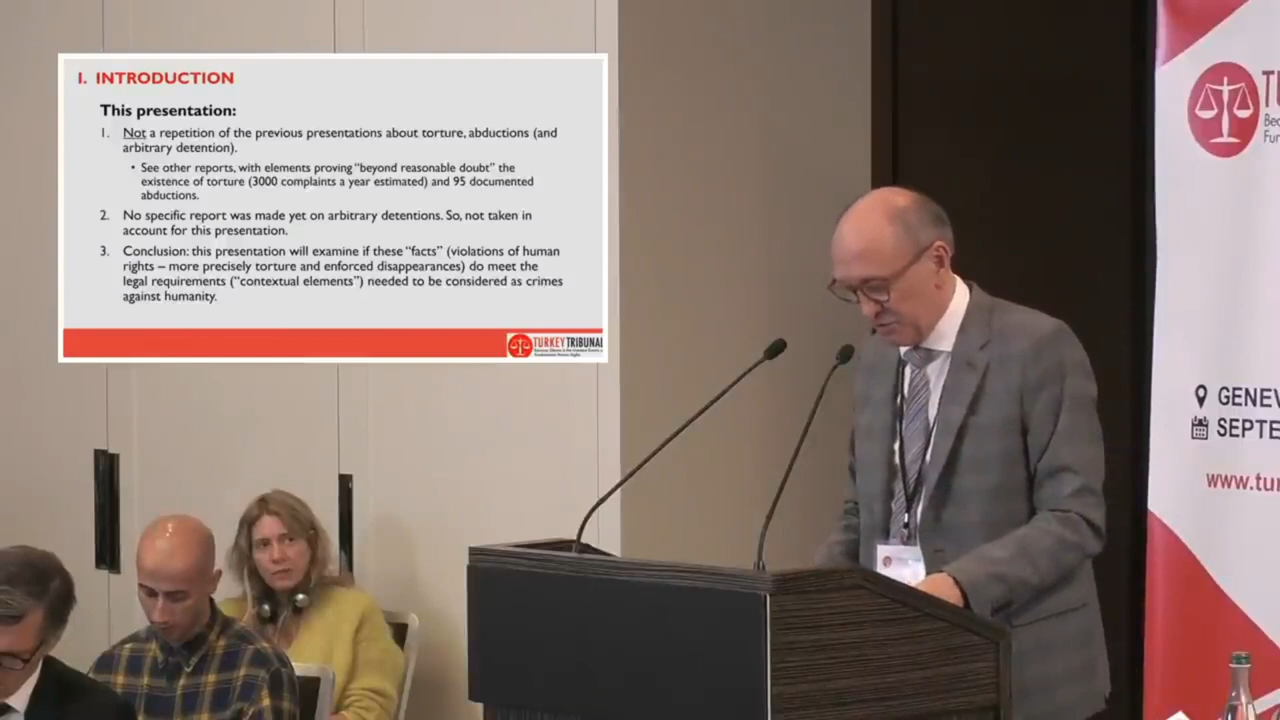 I. INTRODUCTION
This presentation:
1. Not a repetition of the previous presentations about torture, abductions (and
arbitrary detention).
• See other reports, with elements proving “beyond reasonable doubt” the
existence of torture (3000 complaints a year estimated) and 95 documented
abductions.
2. No specific report was made yet on arbitrary detentions. So, not taken in
account for this presentation.
3. Conclusion: this presentation will examine if these “facts” (violations of human
rights – more precisely torture and enforced disappearances) do meet the
legal requirements (“contextual elements”) needed to be considered as crimes
against humanity.
TURKEYTRIBUNAL
GENEV
SEPTE
www.tur